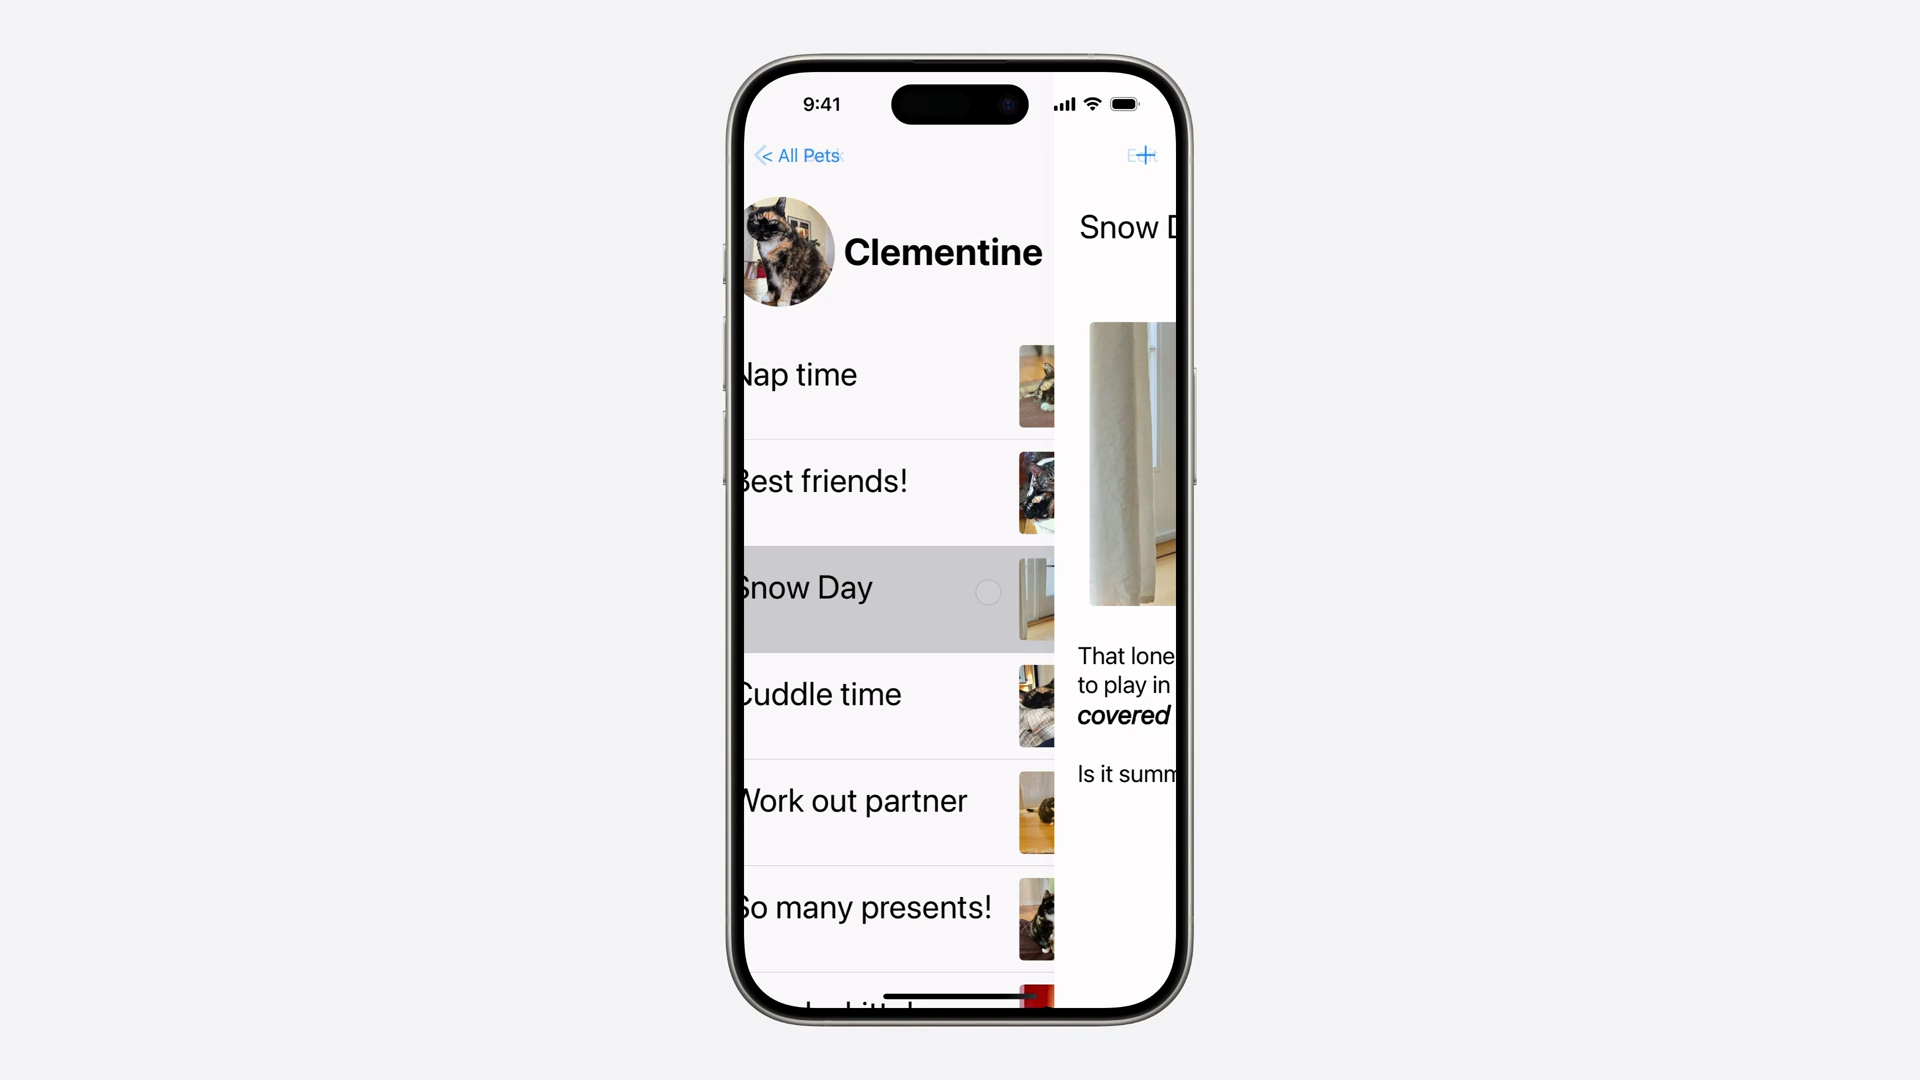 9:41
< All Pets
Edit
Clementine
Snow D
Nap time
Best friends!
Snow Day
Cuddle time
Work out partner
So many presents!
That lone
to play in
covered
Is it summ